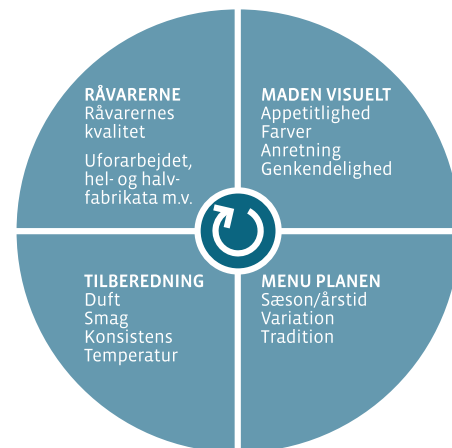 RÅVARERNE
Råvarernes
kvalitet
Uforarbejdet,
hel- og halv-
fabrikata m.v.
MADEN VISUELT
Appetitlighed
Farver
Anretning
Genkendelighed
TILBEREDNING
Duft
Smag
Konsistens
Temperatur
MENU PLANEN
Sæson/årstid
Variation
Tradition